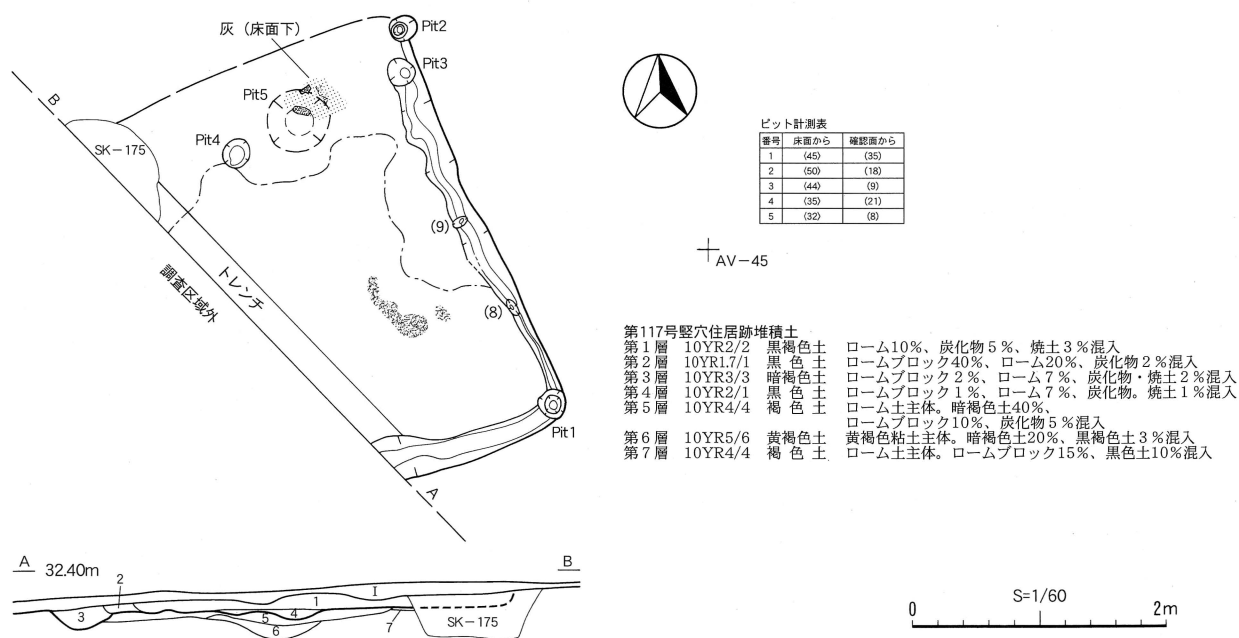 灰（床面下）
Pit2
Pit3
Pit5
Pit4
B
SK－175
(9)
(8)
トレンチ
調査区域外
Pit1
A
ピット計測表
番号 床面から 確認面から
1 (45) (35)
2 (50) (18)
3 (44) (9)
4 (35) (21)
5 (32) (8)
AV－45
第117号竪穴住居跡堆積土
第1層 10YR2/2 黒褐色土 ローム10％、炭化物５％、焼土３％混入
第2層 10YR1.7/1 黒 色 土 ロームブロック40％、ローム20％、炭化物２％混入
第3層 10YR3/3 暗褐色土 ロームブロック２％、ローム７％、炭化物・焼土２％混入
第4層 10YR2/1 黒 色 土 ロームブロック１％、ローム７％、炭化物。焼土１％混入
第5層 10YR4/4 褐 色 土 ローム土主体。暗褐色土40％、
ロームブロック10％、炭化物５％混入
第6層 10YR5/6 黄褐色土 黄褐色粘土主体。暗褐色土20％、黒褐色土３％混入
第7層 10YR4/4 褐 色 土 ローム土主体。ロームブロック15％、黒色土10％混入
A 32.40m B
2
I
1
3
5
4
6
7
SK－175
S=1/60
0 2m